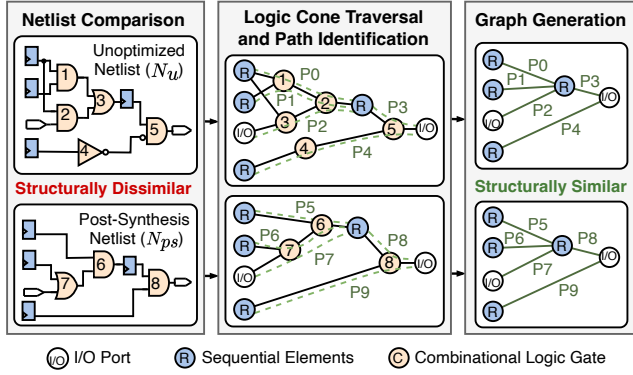 Netlist Comparison
Unoptimized
Netlist (Nu)
1
2
3
4
5
Structurally Dissimilar
Post-Synthesis
Netlist (Nps)
6
7
8
Logic Cone Traversal
and Path Identification
R
R
I/O
R
1
P0
P1
2
R
P3
3
P2
4
P4
5
I/O
R
R
I/O
R
P5
6
R
P6
7
P7
P8
8
I/O
P9
Graph Generation
R
R
I/O
R
P0
P1
R
P3
P2
I/O
P4
Structurally Similar
R
R
I/O
R
P5
P6
R
P8
P7
I/O
P9
I/O I/O Port
R Sequential Elements
C Combinational Logic Gate